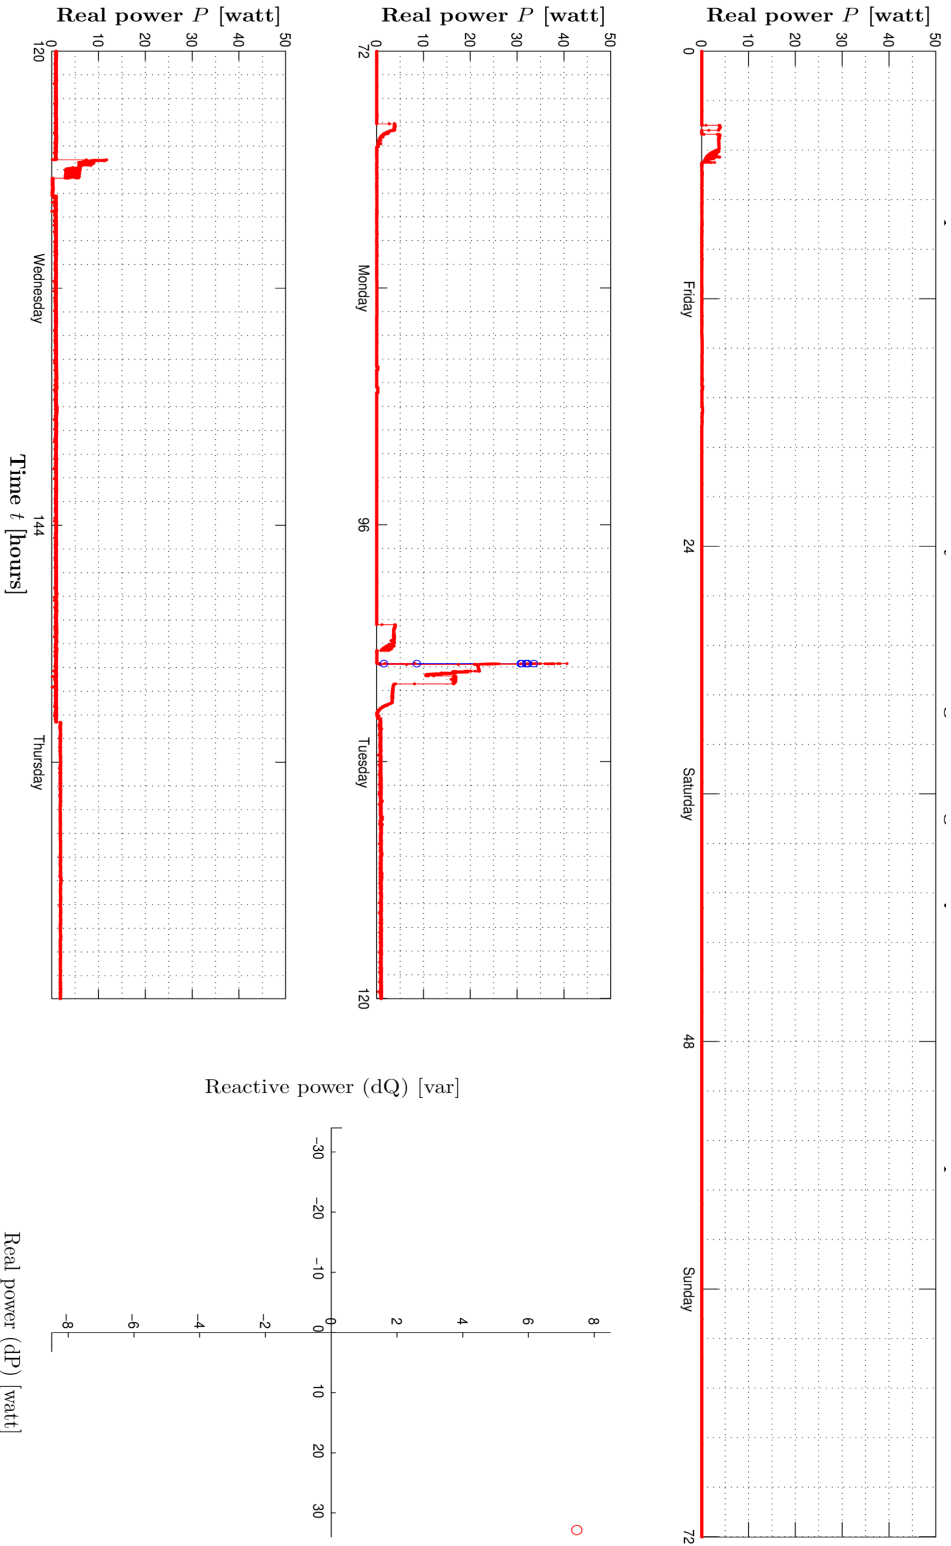 Real power P [watt]
50
40
30
20
10
0
0 Friday 24 Saturday 48 Sunday 72
Real power P [watt]
50
40
30
20
10
0
72 Monday 96 Tuesday 120
Real power P [watt]
50
40
30
20
10
0
120 Wednesday 144 Thursday
Time t [hours]
Reactive power (dQ) [var]
8
6
4
2
0
−2
−4
−6
−8
−30 −20 −10 0 10 20 30
Real power (dP) [watt]